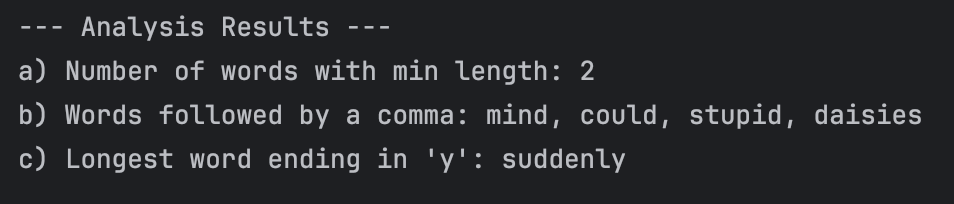 --- Analysis Results ---
a) Number of words with min length: 2
b) Words followed by a comma: mind, could, stupid, daisies
c) Longest word ending in 'y': suddenly